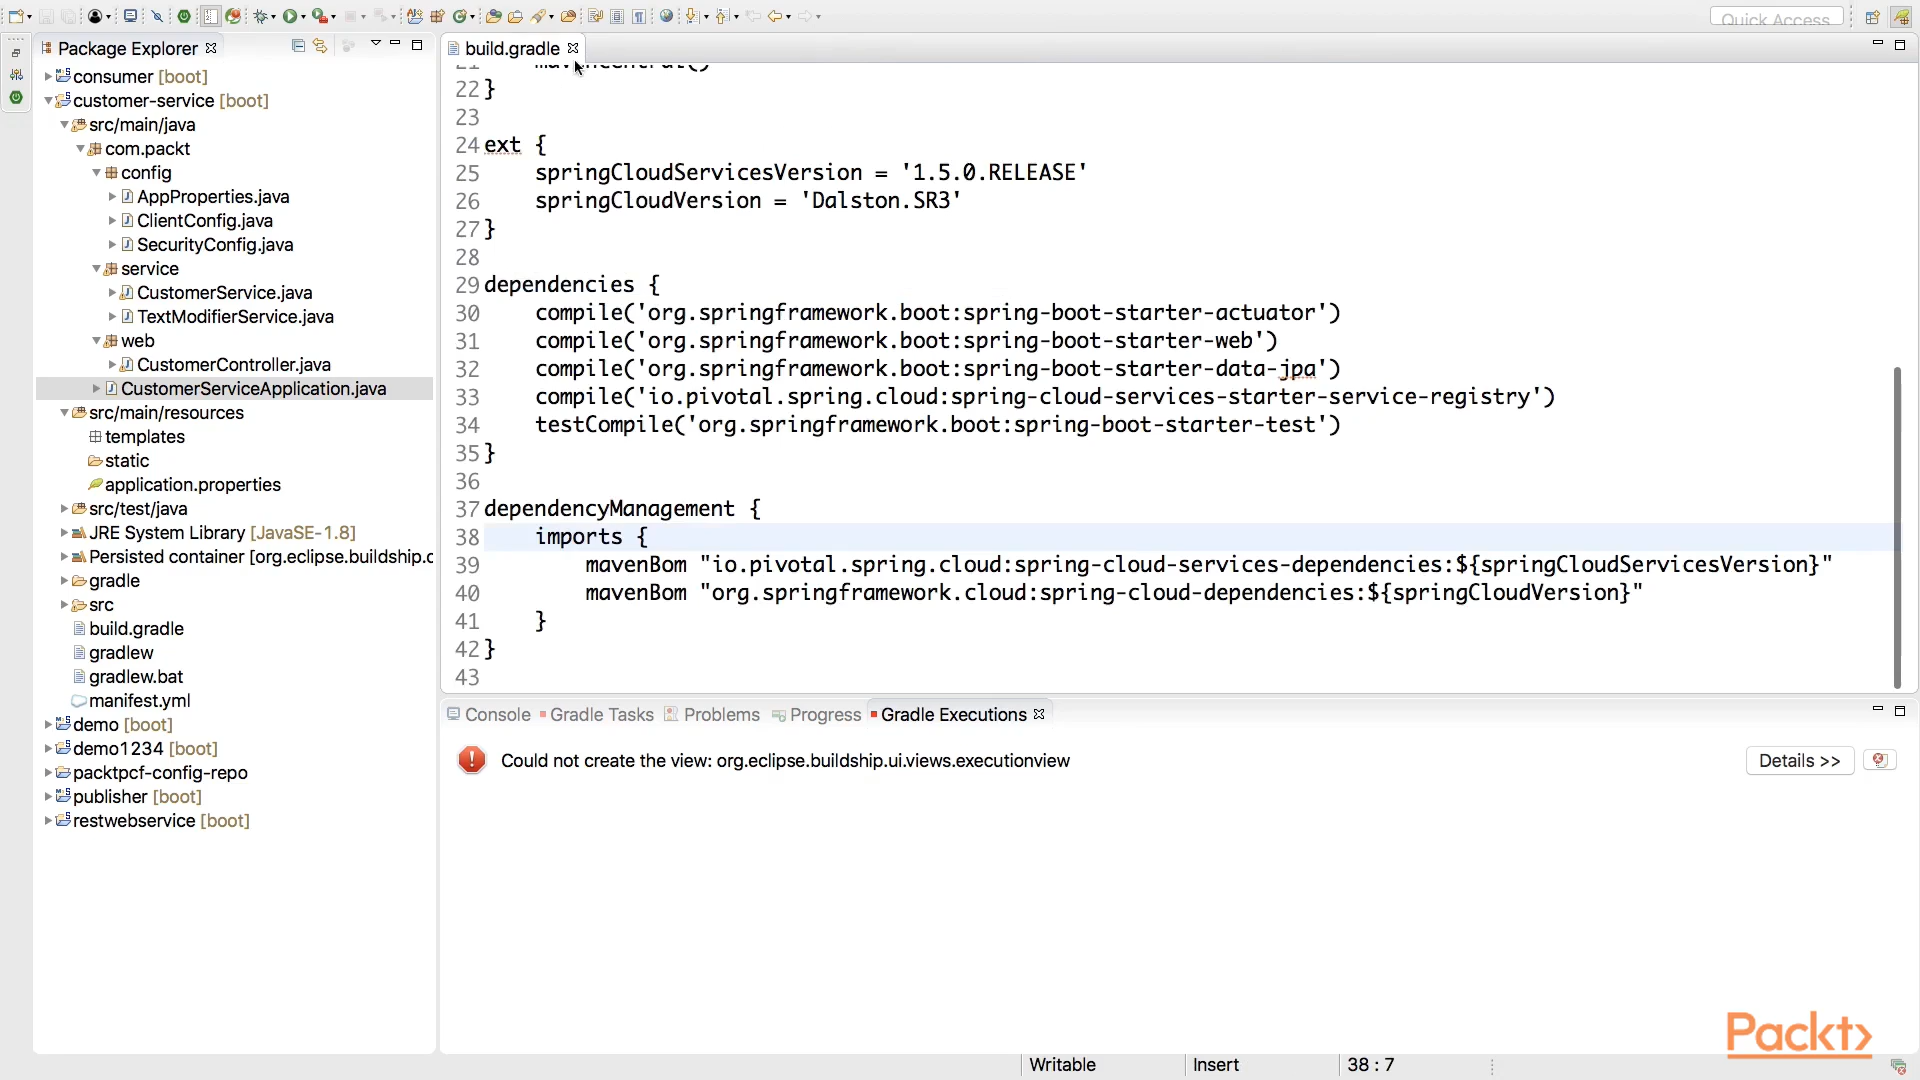 Quick Access
Package Explorer
consumer [boot]
customer-service [boot]
src/main/java
com.packt
config
AppProperties.java
ClientConfig.java
SecurityConfig.java
service
CustomerService.java
TextModifierService.java
web
CustomerController.java
CustomerServiceApplication.java
src/main/resources
templates
static
application.properties
src/test/java
JRE System Library [JavaSE-1.8]
Persisted container [org.eclipse.buildship.c
gradle
src
build.gradle
gradlew
gradlew.bat
manifest.yml
demo [boot]
demo1234 [boot]
packtpcf-config-repo
publisher [boot]
restwebservice [boot]
build.gradle
22 }
23
24 ext {
25 springCloudServicesVersion = '1.5.0.RELEASE'
26 springCloudVersion = 'Dalston.SR3'
27 }
28
29 dependencies {
30 compile('org.springframework.boot:spring-boot-starter-actuator')
31 compile('org.springframework.boot:spring-boot-starter-web')
32 compile('org.springframework.boot:spring-boot-starter-data-jpa')
33 compile('io.pivotal.spring.cloud:spring-cloud-services-starter-service-registry')
34 testCompile('org.springframework.boot:spring-boot-starter-test')
35 }
36
37 dependencyManagement {
38 imports {
39 mavenBom "io.pivotal.spring.cloud:spring-cloud-services-dependencies:${springCloudServicesVersion}"
40 mavenBom "org.springframework.cloud:spring-cloud-dependencies:${springCloudVersion}"
41 }
42 }
43
Console Gradle Tasks Problems Progress Gradle Executions
Could not create the view: org.eclipse.buildship.ui.views.executionview
Details >>
Packt>
Writable Insert 38 : 7